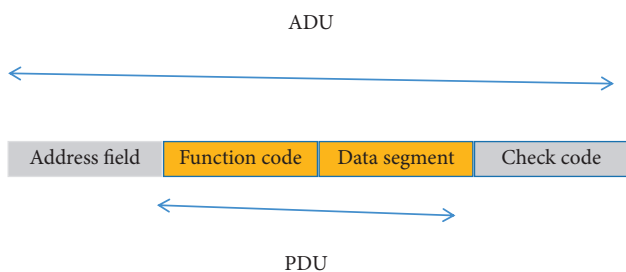 ADU
Address field Function code Data segment Check code
PDU